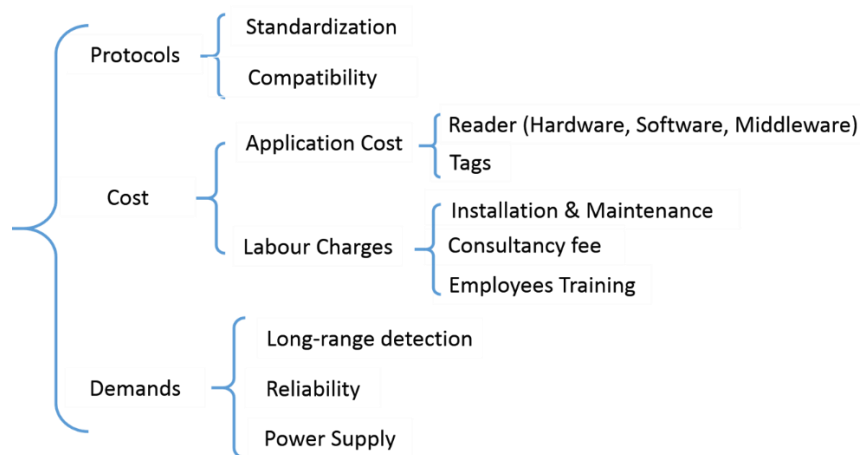 Protocols
Standardization
Compatibility
Cost
Application Cost
Reader (Hardware, Software, Middleware)
Tags
Labour Charges
Installation & Maintenance
Consultancy fee
Employees Training
Demands
Long-range detection
Reliability
Power Supply